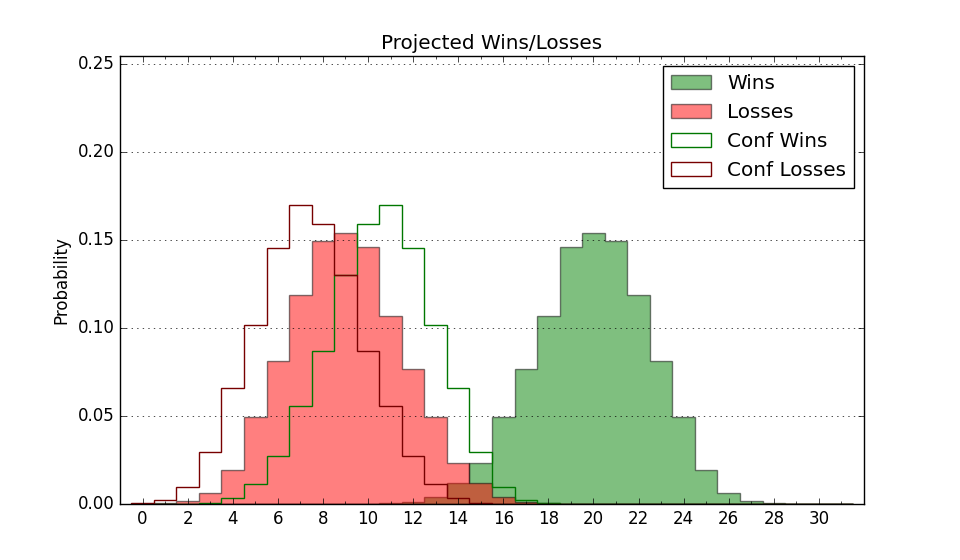 Projected Wins/Losses
0.25
0.20
0.15
0.10
0.05
0.00
Probability
Wins
Losses
Conf Wins
Conf Losses
0 2 4 6 8 10 12 14 16 18 20 22 24 26 28 30